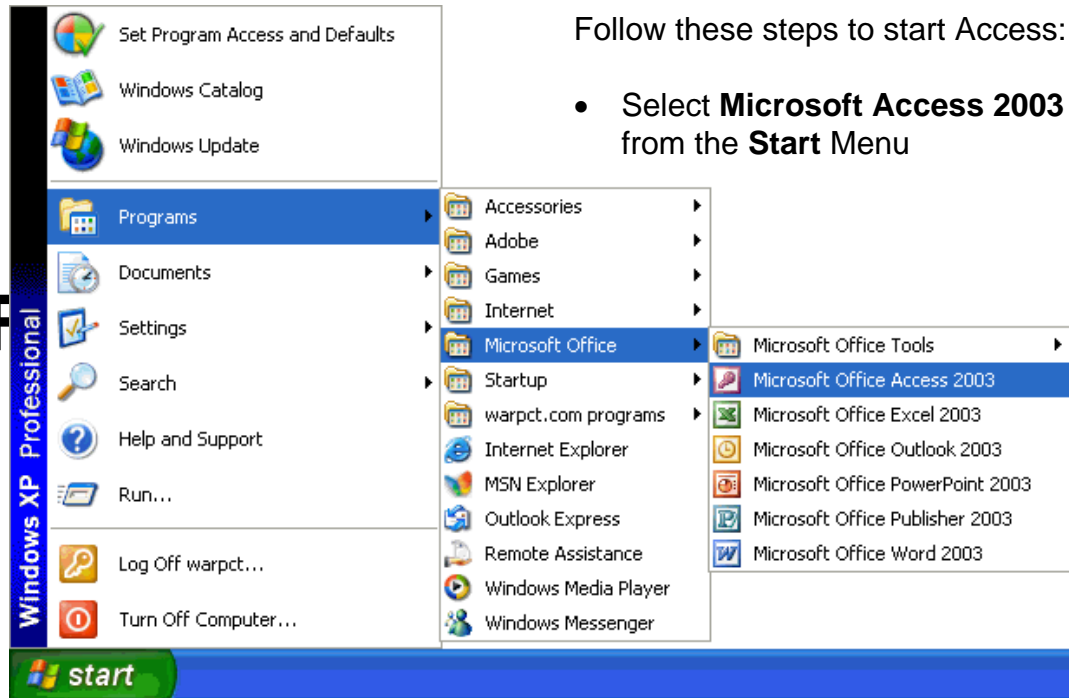 Follow these steps to start Access:
• Select Microsoft Access 2003
from the Start Menu
Set Program Access and Defaults
Windows Catalog
Windows Update
Programs
Documents
Settings
Search
Help and Support
Run...
Log Off warpct...
Turn Off Computer...
Windows XP Professional
Accessories
Adobe
Games
Internet
Microsoft Office
Startup
warpct.com programs
Internet Explorer
MSN Explorer
Outlook Express
Remote Assistance
Windows Media Player
Windows Messenger
Microsoft Office Tools
Microsoft Office Access 2003
Microsoft Office Excel 2003
Microsoft Office Outlook 2003
Microsoft Office PowerPoint 2003
Microsoft Office Publisher 2003
Microsoft Office Word 2003
start